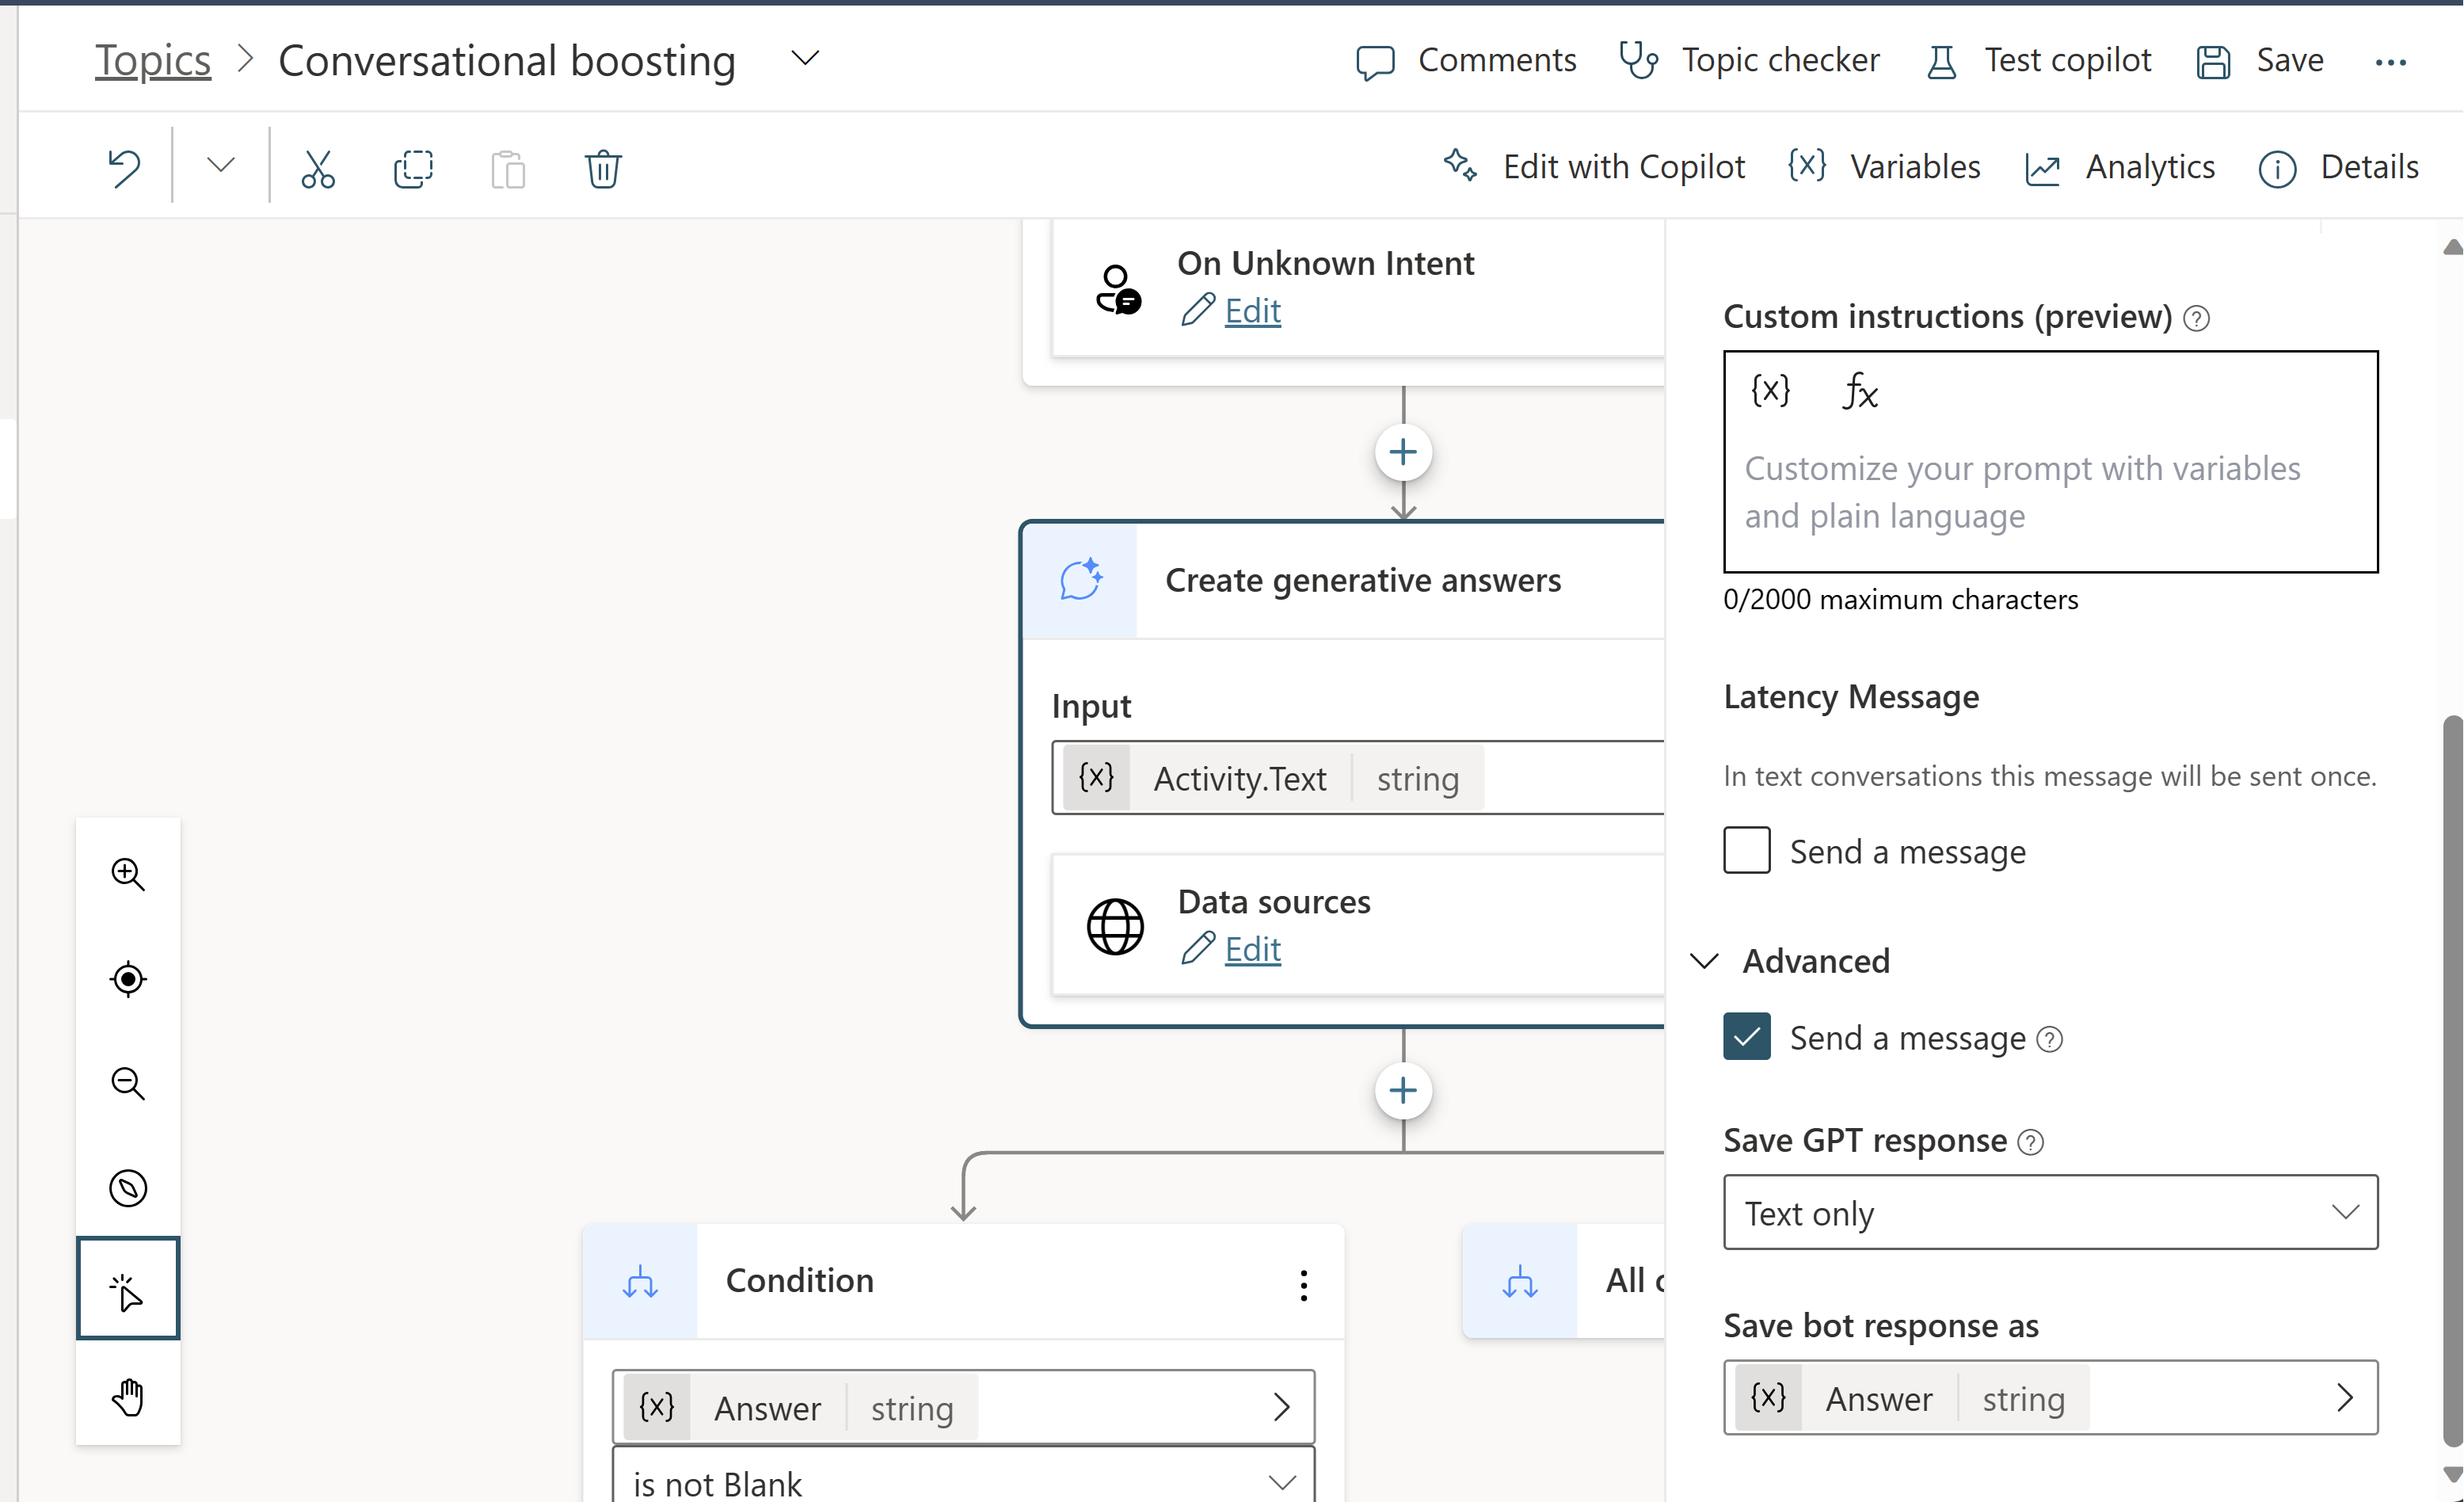 Topics > Conversational boosting
Comments
Topic checker
Test copilot
Save
Edit with Copilot
{x} Variables
Analytics
Details
On Unknown Intent
Edit
Create generative answers
Input
{x} Activity.Text string
Data sources
Edit
Condition
{x} Answer string
is not Blank
All c
Custom instructions (preview)
{x} fx
Customize your prompt with variables
and plain language
0/2000 maximum characters
Latency Message
In text conversations this message will be sent once.
Send a message
Advanced
Send a message
Save GPT response
Text only
Save bot response as
{x} Answer string